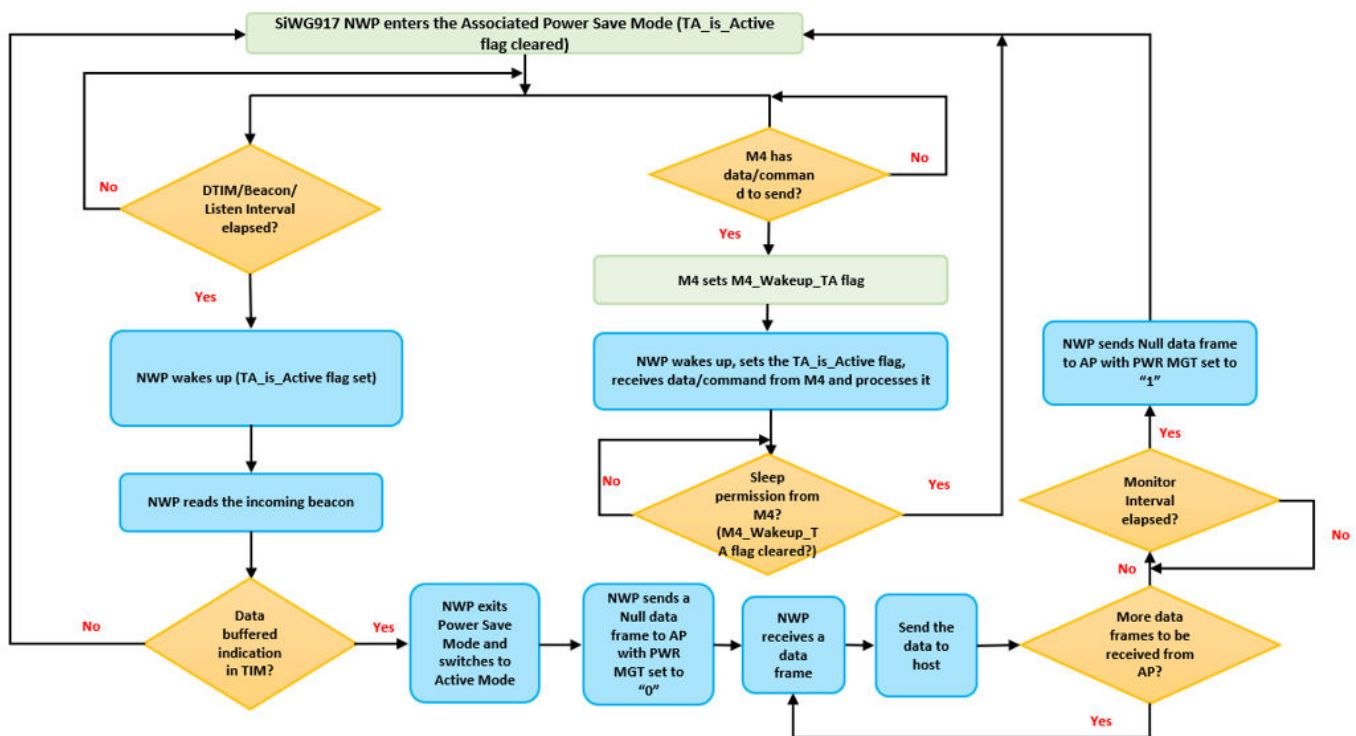 SiWG917 NWP enters the Associated Power Save Mode (TA_is_Active
flag cleared)
No
DTIM/Beacon/
Listen Interval
elapsed?
Yes
NWP wakes up (TA_is_Active flag set)
NWP reads the incoming beacon
No
Data
buffered
indication
in TIM?
Yes
M4 has
data/comman
d to send?
No
Yes
M4 sets M4_Wakeup_TA flag
NWP wakes up, sets the TA_is_Active flag,
receives data/command from M4 and processes it
No
Sleep
permission from
M4?
(M4_Wakeup_T
A flag cleared?)
Yes
NWP exits
Power Save
Mode and
switches to
Active Mode
NWP sends a
Null data
frame to AP
with PWR
MGT set to
“0”
NWP
receives a
data
frame
Send the
data to
host
More data
frames to be
received from
AP?
Yes
No
Monitor
Interval
elapsed?
No
Yes
NWP sends Null data frame
to AP with PWR MGT set to
“1”